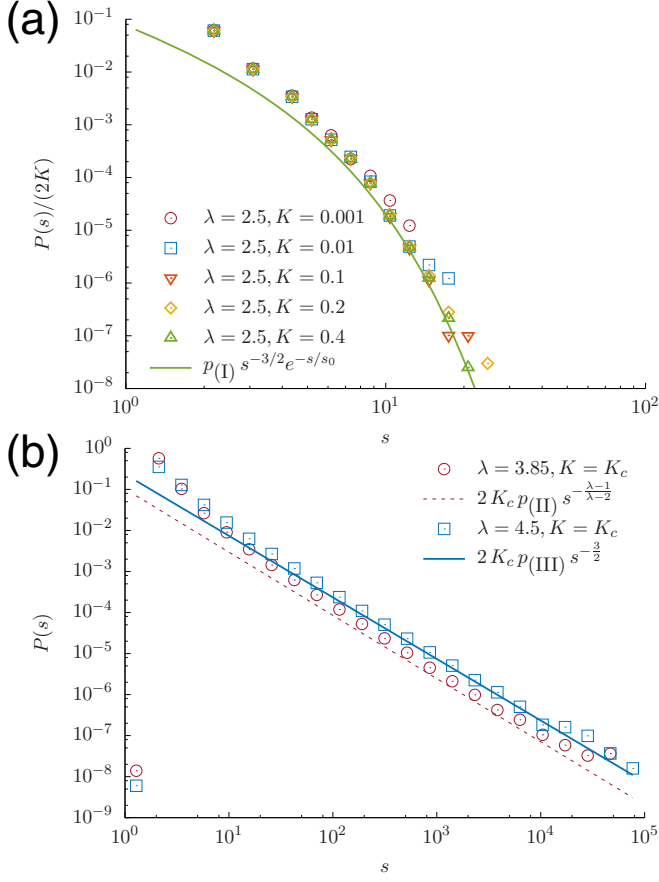 (a)
10^{-1}
10^{-2}
10^{-3}
10^{-4}
10^{-5}
10^{-6}
10^{-7}
10^{-8}
P(s)/(2K)
λ = 2.5, K = 0.001
λ = 2.5, K = 0.01
λ = 2.5, K = 0.1
λ = 2.5, K = 0.2
λ = 2.5, K = 0.4
p_{(I)} s^{-3/2} e^{-s/s_0}
10^0 10^1 10^2
s
(b)
10^0
10^{-1}
10^{-2}
10^{-3}
10^{-4}
10^{-5}
10^{-6}
10^{-7}
10^{-8}
10^{-9}
P(s)
λ = 3.85, K = K_c
2 K_c p_{(II)} s^{-\frac{λ-1}{λ-2}}
λ = 4.5, K = K_c
2 K_c p_{(III)} s^{-\frac{3}{2}}
10^0 10^1 10^2 10^3 10^4 10^5
s